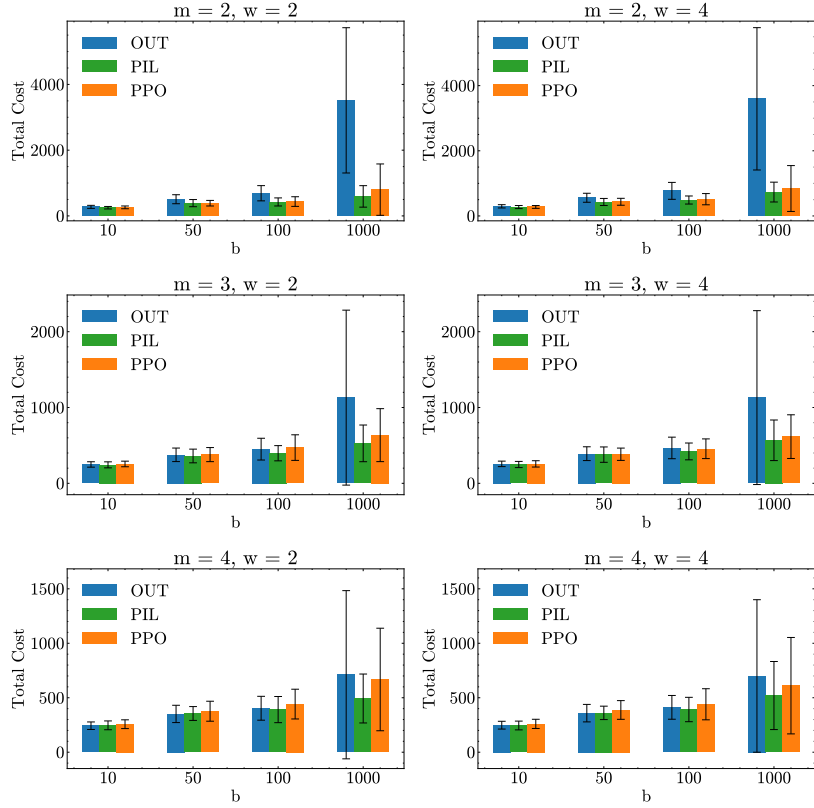 m = 2, w = 2
OUT
PIL
PPO
4000
2000
0
Total Cost
10
50
100
1000
b
m = 2, w = 4
OUT
PIL
PPO
4000
2000
0
Total Cost
10
50
100
1000
b
m = 3, w = 2
OUT
PIL
PPO
2000
1000
0
Total Cost
10
50
100
1000
b
m = 3, w = 4
OUT
PIL
PPO
2000
1000
0
Total Cost
10
50
100
1000
b
m = 4, w = 2
OUT
PIL
PPO
1500
1000
500
0
Total Cost
10
50
100
1000
b
m = 4, w = 4
OUT
PIL
PPO
1500
1000
500
0
Total Cost
10
50
100
1000
b